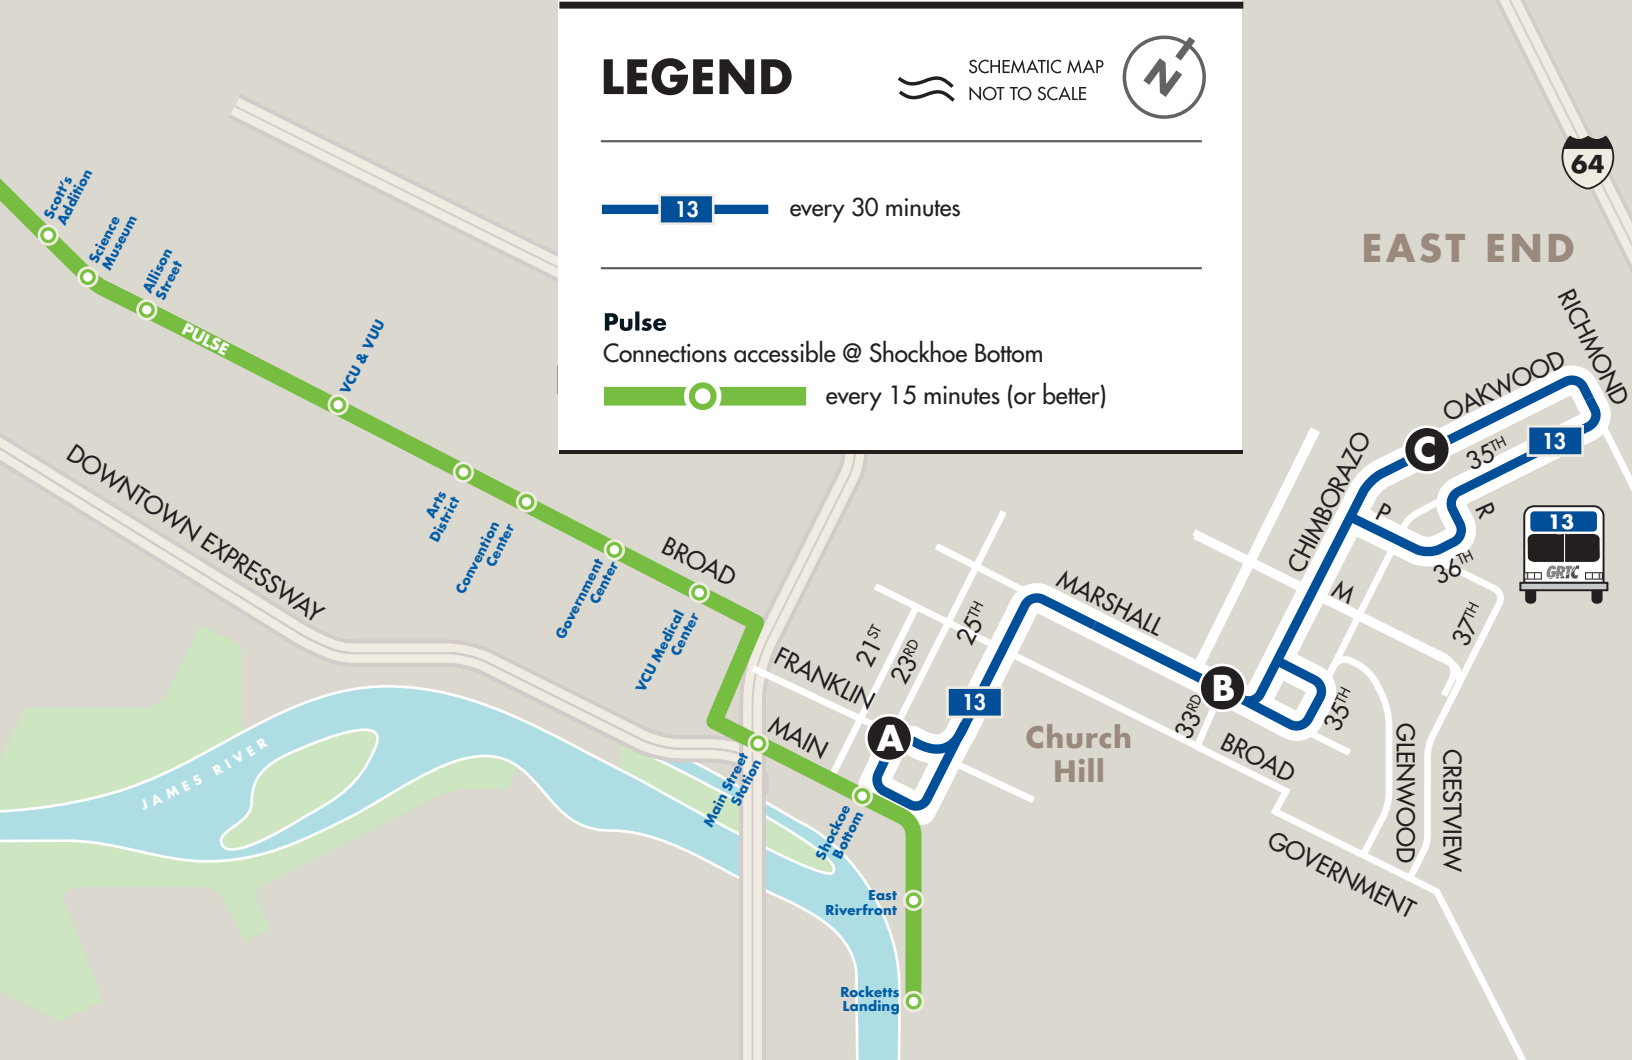 LEGEND
SCHEMATIC MAP
NOT TO SCALE
N
13
every 30 minutes
Pulse
Connections accessible @ Shockhoe Bottom
every 15 minutes (or better)
64
EAST END
Scott's
Addition
Science
Museum
Allison
Street
PULSE
VCU & VUU
Arts
District
Convention
Center
Government
Center
VCU Medical
Center
BROAD
DOWNTOWN EXPRESSWAY
JAMES RIVER
Main Street
Station
MAIN
FRANKLIN
Shockoe
Bottom
East
Riverfront
Rocketts
Landing
21ST
23RD
25TH
A
13
MARSHALL
Church
Hill
B
33RD
BROAD
35TH
GOVERNMENT
GLENWOOD
CRESTVIEW
37TH
M
CHIMBORAZO
P
36TH
R
35TH
C
OAKWOOD
RICHMOND
13
13
GRTC